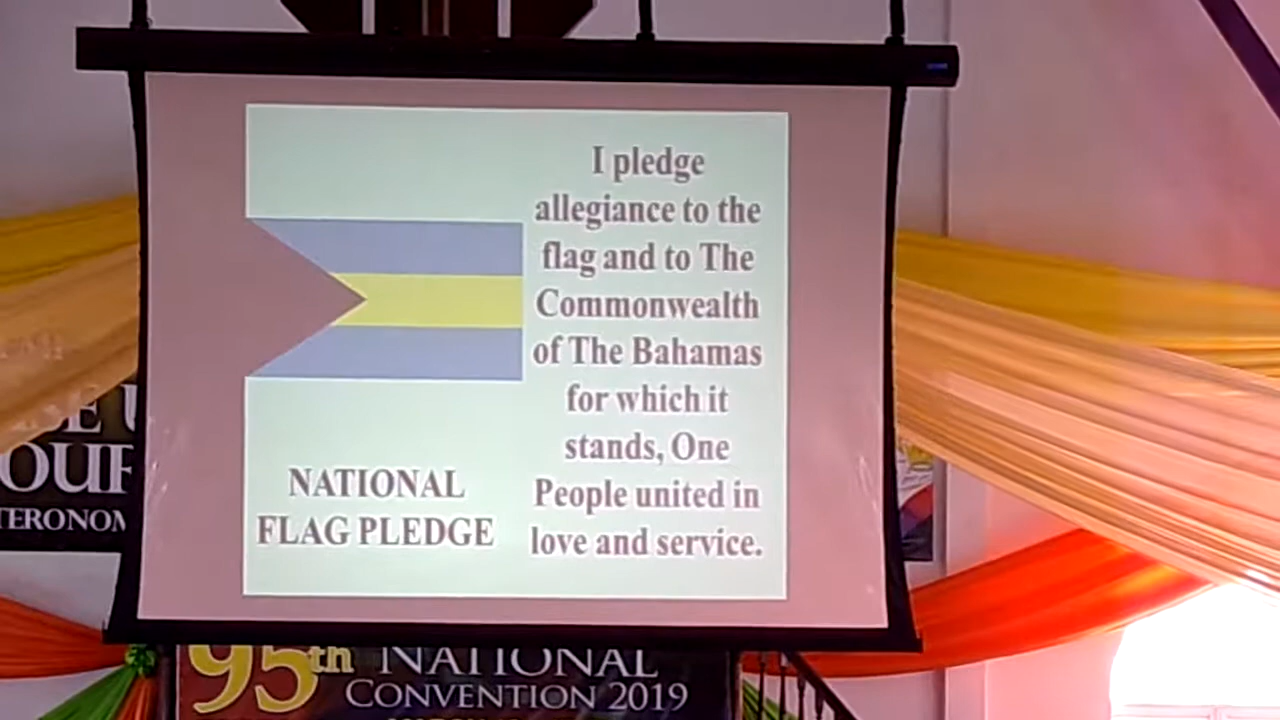 I pledge
allegiance to the
flag and to The
Commonwealth
of The Bahamas
for which it
stands, One
People united in
love and service.
NATIONAL
FLAG PLEDGE
OUR
95th NATIONAL
CONVENTION 2019